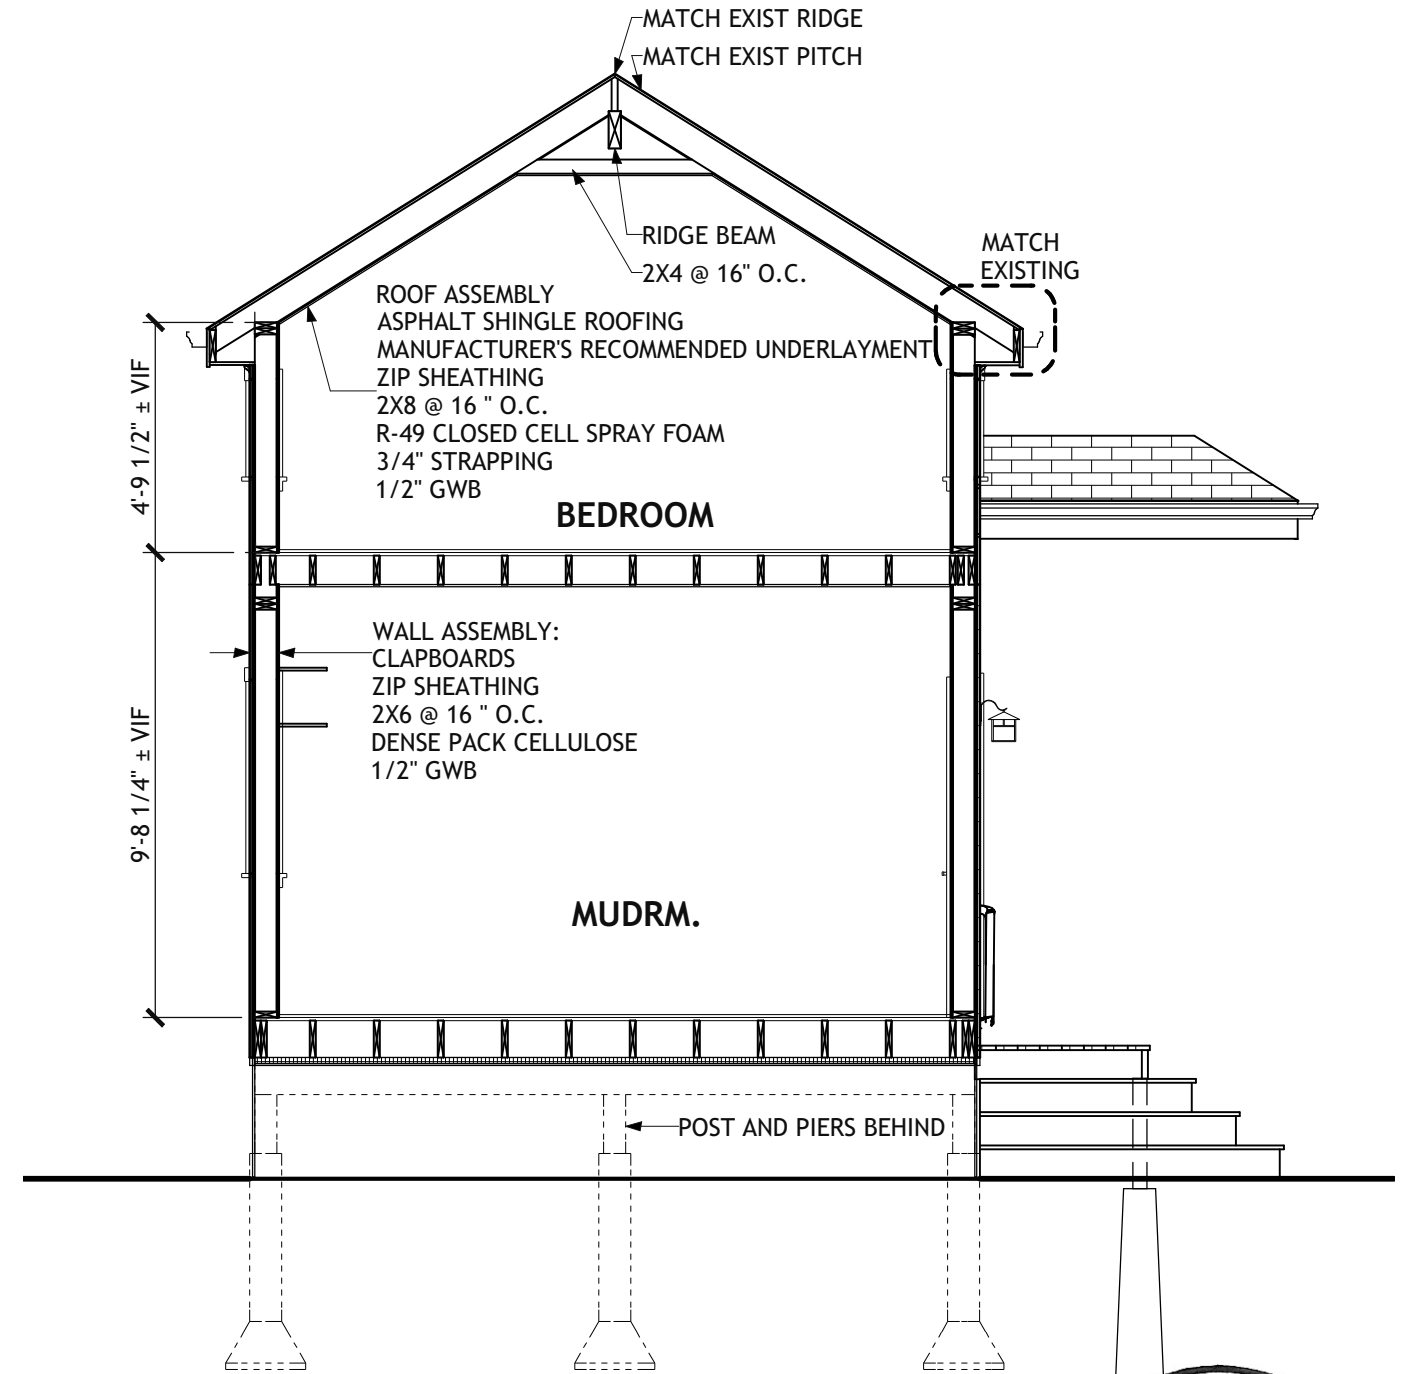 MATCH EXIST RIDGE
MATCH EXIST PITCH
RIDGE BEAM
2X4 @ 16" O.C.
MATCH
EXISTING
ROOF ASSEMBLY
ASPHALT SHINGLE ROOFING
MANUFACTURER'S RECOMMENDED UNDERLAYMENT
ZIP SHEATHING
2X8 @ 16 " O.C.
R-49 CLOSED CELL SPRAY FOAM
3/4" STRAPPING
1/2" GWB
4'-9 1/2" ± VIF
BEDROOM
WALL ASSEMBLY:
CLAPBOARDS
ZIP SHEATHING
2X6 @ 16 " O.C.
DENSE PACK CELLULOSE
1/2" GWB
9'-8 1/4" ± VIF
MUDRM.
POST AND PIERS BEHIND